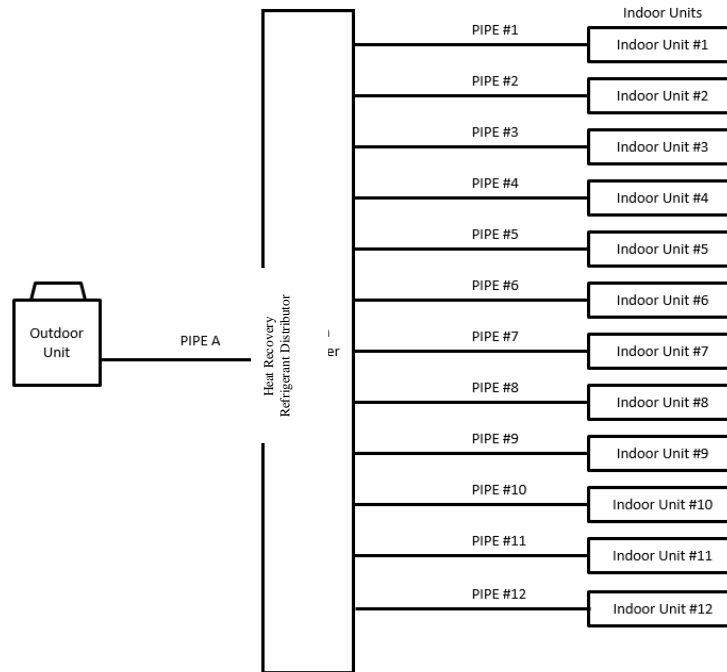 Indoor Units
PIPE #1
Indoor Unit #1
PIPE #2
Indoor Unit #2
PIPE #3
Indoor Unit #3
PIPE #4
Indoor Unit #4
PIPE #5
Indoor Unit #5
PIPE #6
Indoor Unit #6
Outdoor
Unit
PIPE A
Heat Recovery
Refrigerant Distributor
er
PIPE #7
Indoor Unit #7
PIPE #8
Indoor Unit #8
PIPE #9
Indoor Unit #9
PIPE #10
Indoor Unit #10
PIPE #11
Indoor Unit #11
PIPE #12
Indoor Unit #12